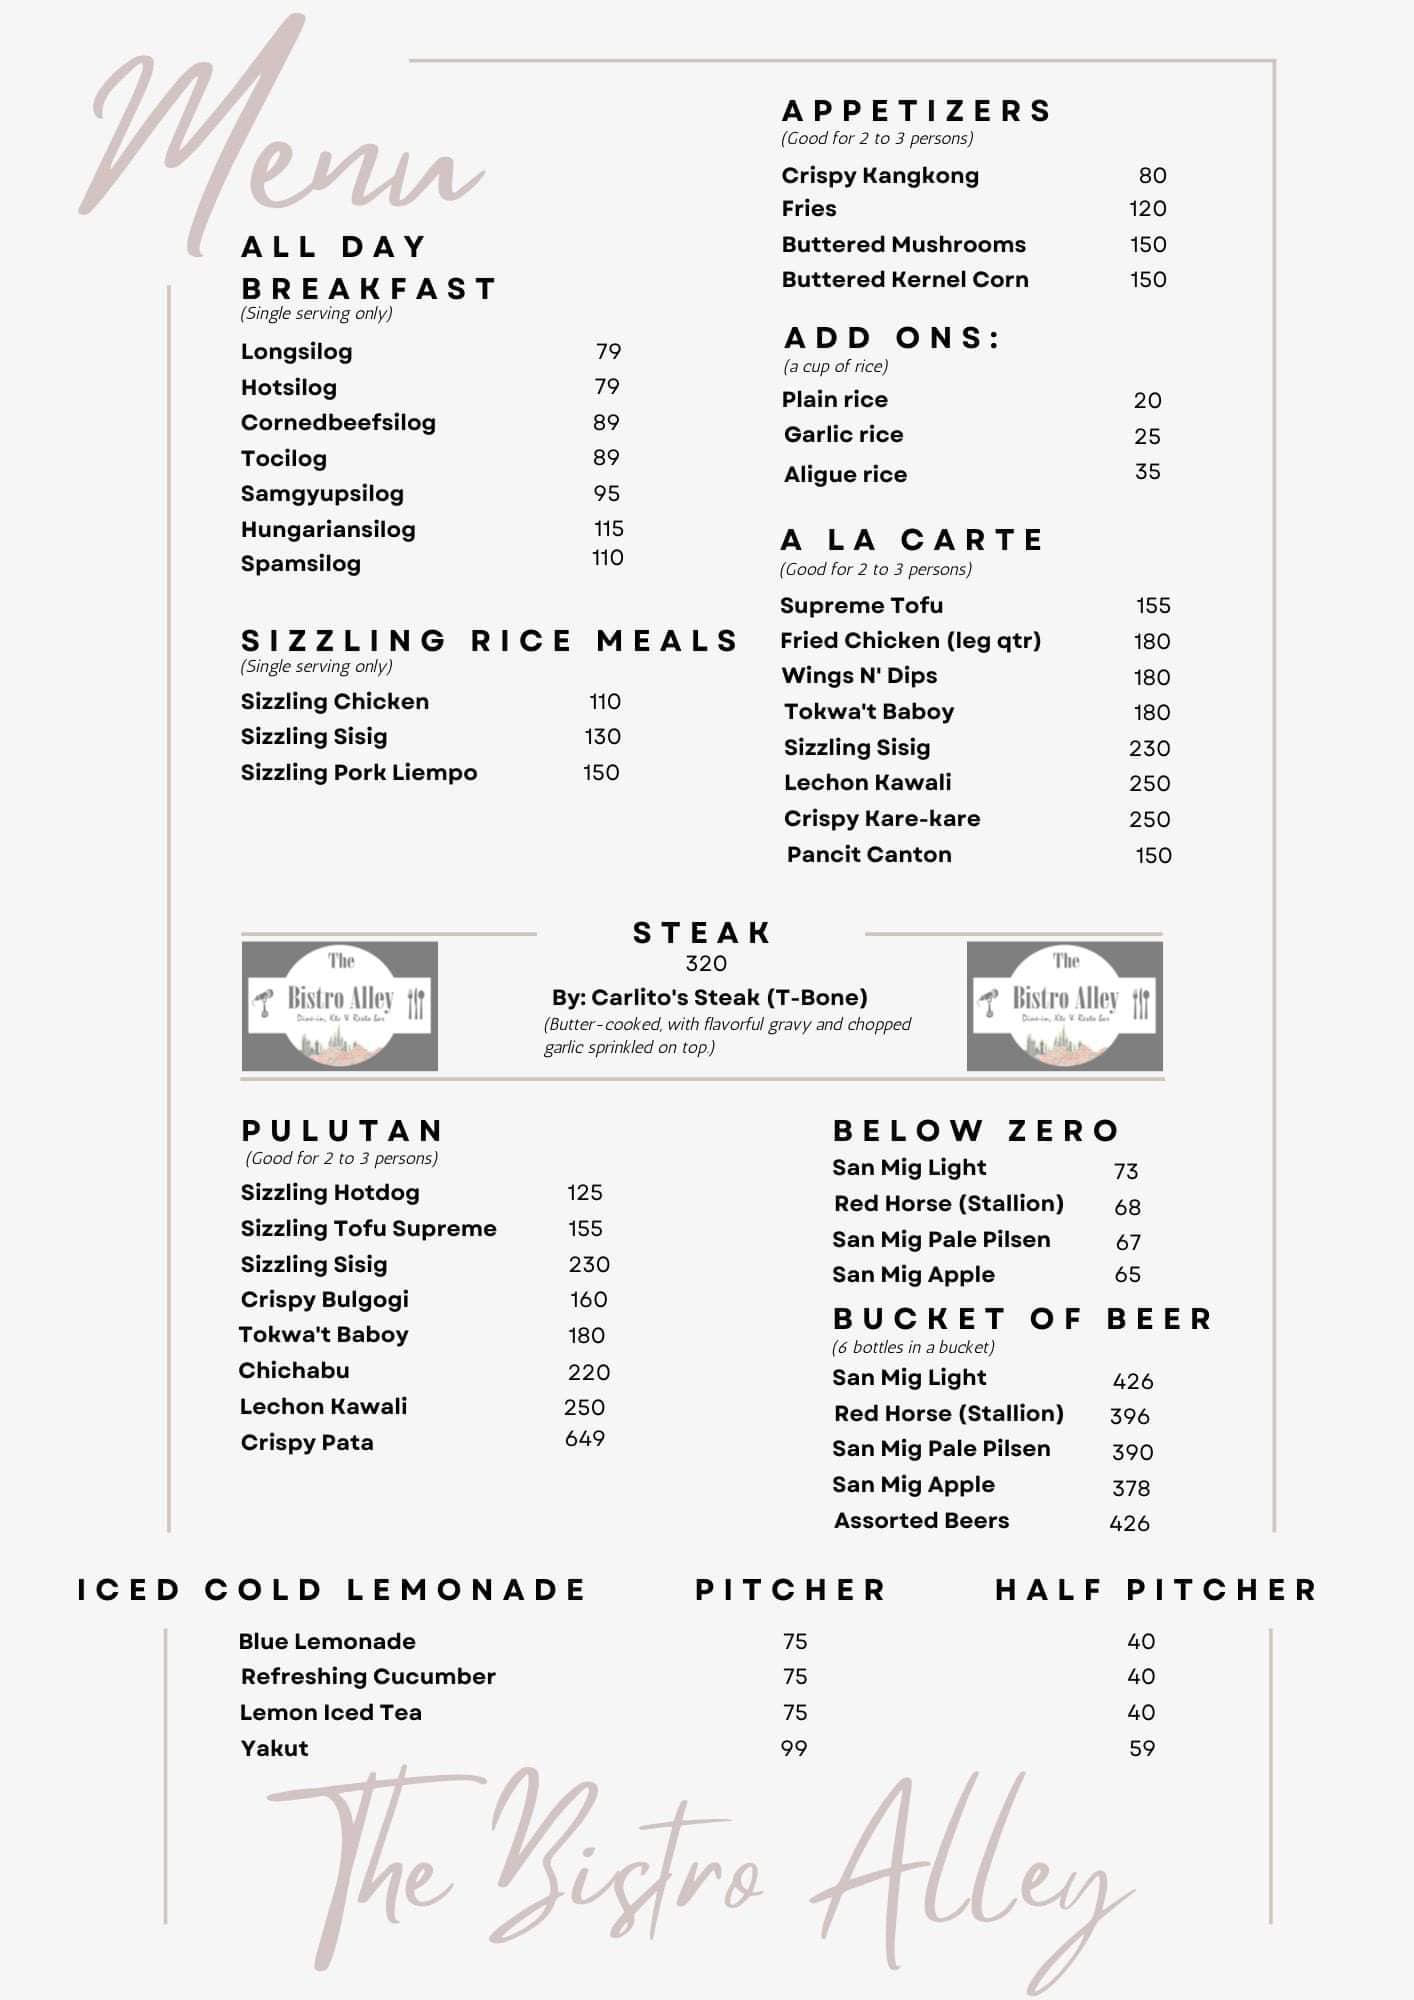 Menu
ALL DAY
BREAKFAST
(Single serving only)
Longsilog 79
Hotsilog 79
Cornedbeefsilog 89
Tocilog 89
Samgyupsilog 95
Hungariansilog 115
Spamsilog 110
SIZZLING RICE MEALS
(Single serving only)
Sizzling Chicken 110
Sizzling Sisig 130
Sizzling Pork Liempo 150
APPETIZERS
(Good for 2 to 3 persons)
Crispy Kangkong 80
Fries 120
Buttered Mushrooms 150
Buttered Kernel Corn 150
ADD ONS:
(a cup of rice)
Plain rice 20
Garlic rice 25
Aligue rice 35
A LA CARTE
(Good for 2 to 3 persons)
Supreme Tofu 155
Fried Chicken (leg qtr) 180
Wings N' Dips 180
Tokwa't Baboy 180
Sizzling Sisig 230
Lechon Kawali 250
Crispy Kare-kare 250
Pancit Canton 150
The
Bistro Alley
STEAK
320
By: Carlito's Steak (T-Bone)
(Butter-cooked, with flavorful gravy and chopped
garlic sprinkled on top.)
The
Bistro Alley
PULUTAN
(Good for 2 to 3 persons)
Sizzling Hotdog 125
Sizzling Tofu Supreme 155
Sizzling Sisig 230
Crispy Bulgogi 160
Tokwa't Baboy 180
Chichabu 220
Lechon Kawali 250
Crispy Pata 649
BELOW ZERO
San Mig Light 73
Red Horse (Stallion) 68
San Mig Pale Pilsen 67
San Mig Apple 65
BUCKET OF BEER
(6 bottles in a bucket)
San Mig Light 426
Red Horse (Stallion) 396
San Mig Pale Pilsen 390
San Mig Apple 378
Assorted Beers 426
ICED COLD LEMONADE PITCHER HALF PITCHER
Blue Lemonade 75 40
Refreshing Cucumber 75 40
Lemon Iced Tea 75 40
Yakut 99 59
The Bistro Alley